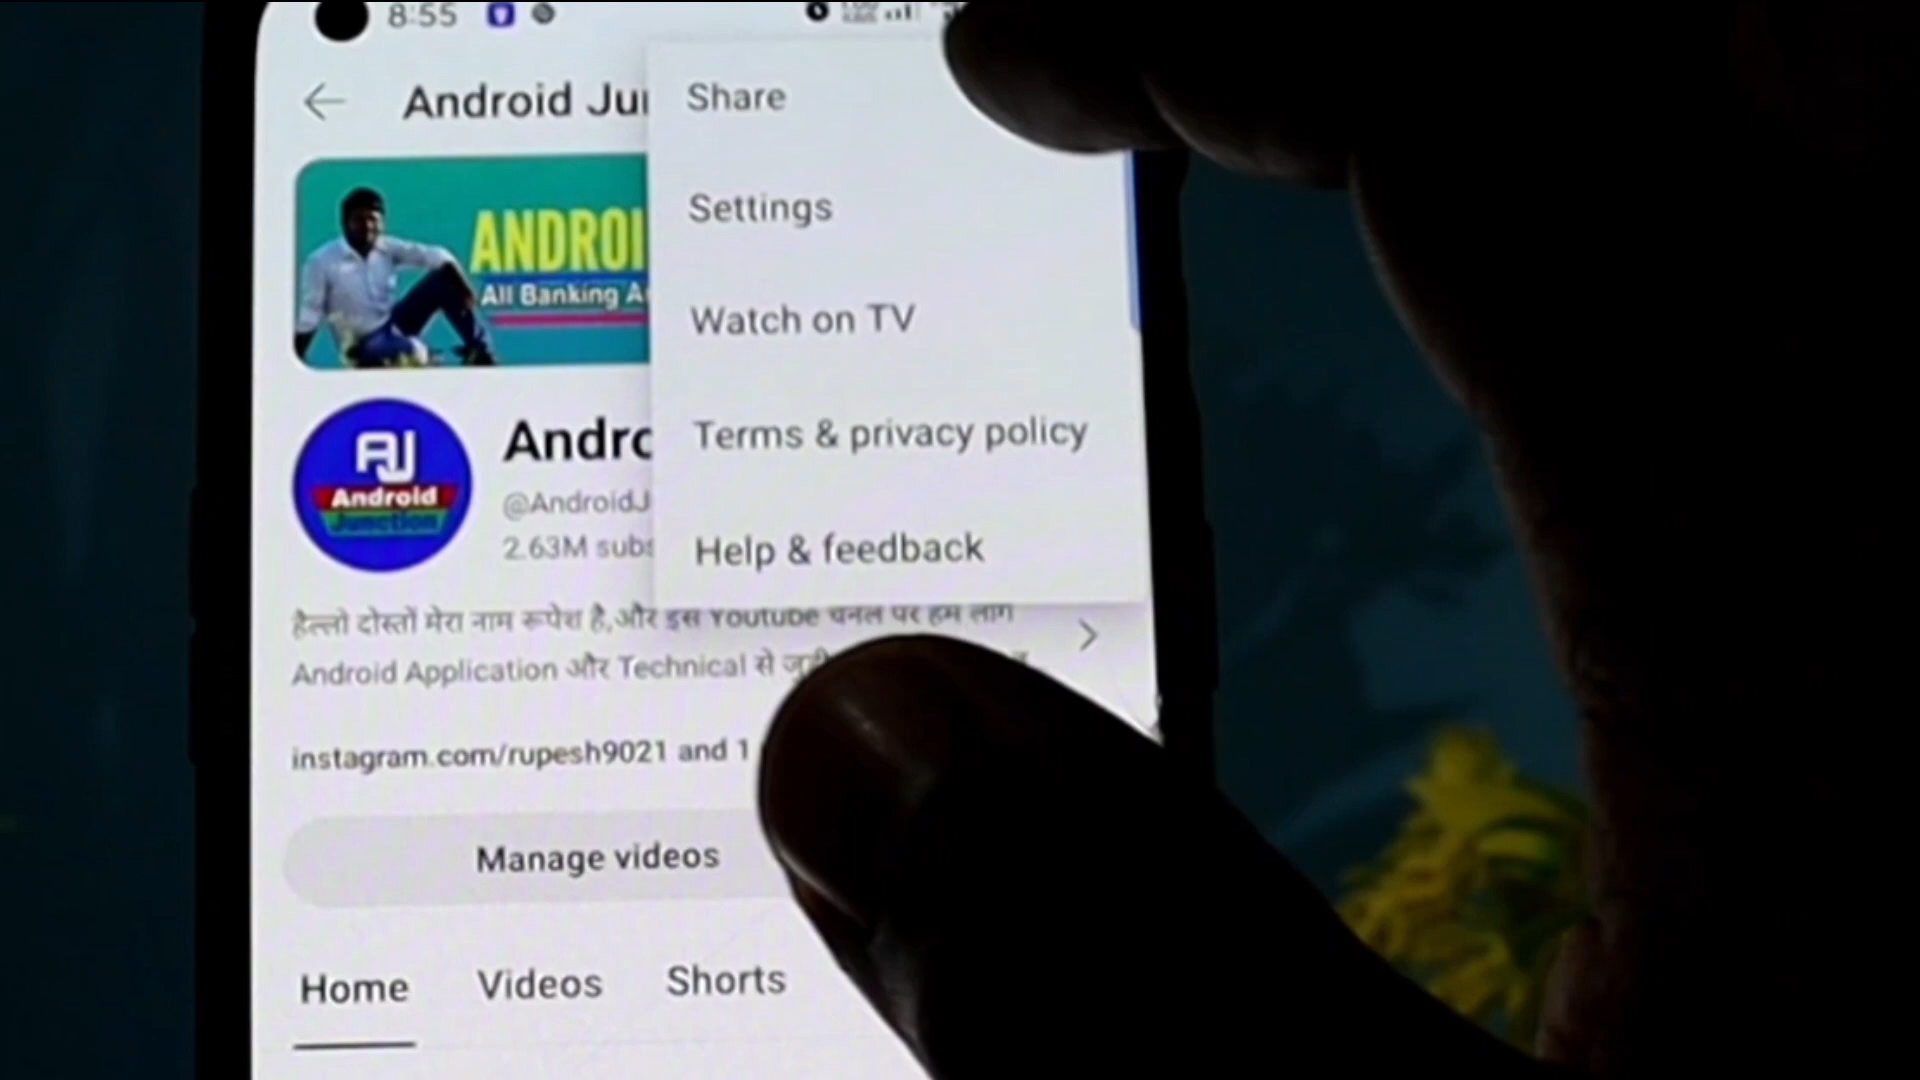 8:55
Android Ju
Share
Settings
Watch on TV
Terms & privacy policy
Help & feedback
ANDROI
All Banking A
AJ
Android
Junction
Andro
@AndroidJ
2.63M subs
हैल्लो दोस्तों मेरा नाम रूपेश है,और इस Youtube चनल पर हम लोग
Android Application और Technical से
instagram.com/rupesh9021 and 1
Manage videos
Home Videos Shorts